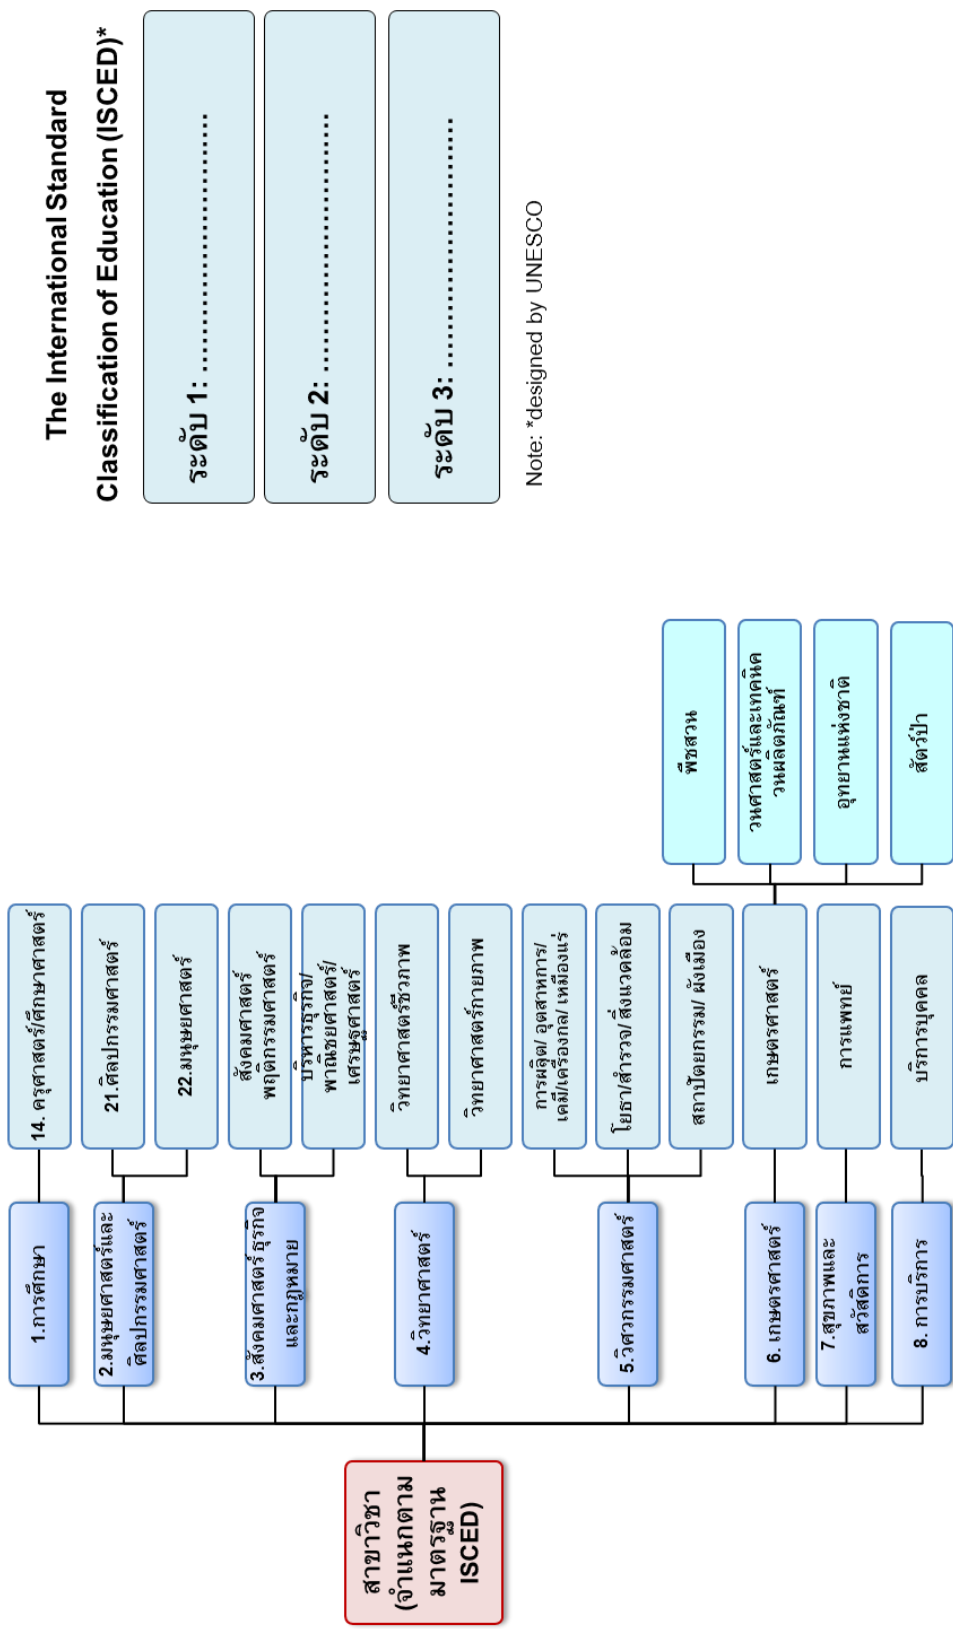 The International Standard
Classification of Education (ISCED)*
ระดับ 1: ................................
ระดับ 2: ................................
ระดับ 3: ................................
Note: *designed by UNESCO
สาขาวิชา
(จำแนกตาม
มาตรฐาน
ISCED)
1.การศึกษา
14. ครุศาสตร์/ศึกษาศาสตร์
2.มนุษยศาสตร์และ
ศิลปกรรมศาสตร์
21.ศิลปกรรมศาสตร์
22.มนุษยศาสตร์
3.สังคมศาสตร์ ธุรกิจ
และกฎหมาย
สังคมศาสตร์
พฤติกรรมศาสตร์
บริหารธุรกิจ/
พาณิชยศาสตร์/
เศรษฐศาสตร์
4.วิทยาศาสตร์
วิทยาศาสตร์ชีวภาพ
วิทยาศาสตร์กายภาพ
5.วิศวกรรมศาสตร์
การผลิต/ อุตสาหการ/
เคมี/เครื่องกล/ เหมืองแร่
โยธา/สำรวจ/ สิ่งแวดล้อม
สถาปัตยกรรม/ ผังเมือง
6. เกษตรศาสตร์
เกษตรศาสตร์
พืชสวน
วนศาสตร์และเทคนิค
วนผลิตภัณฑ์
อุทยานแห่งชาติ
สัตว์ป่า
7.สุขภาพและ
สวัสดิการ
การแพทย์
8. การบริการ
บริการบุคคล